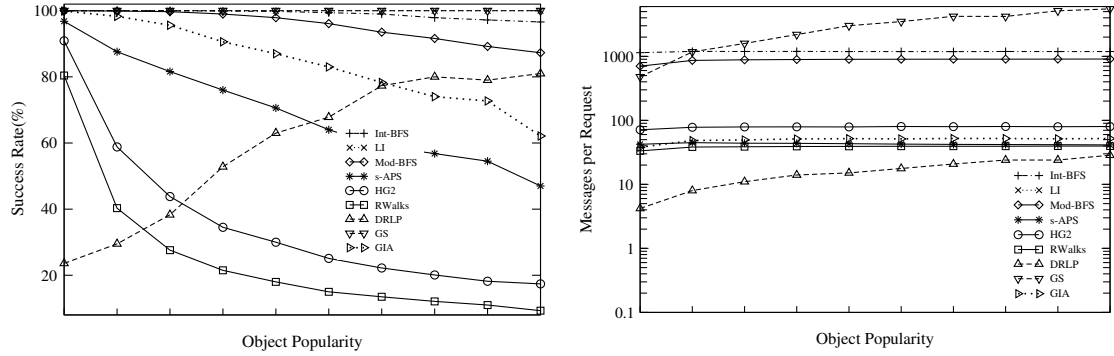 Success Rate(%)
100
80
60
40
20
Int-BFS
LI
Mod-BFS
s-APS
HG2
RWalks
DRLP
GS
GIA
Object Popularity
Messages per Request
1000
100
10
1
0.1
Int-BFS
LI
Mod-BFS
s-APS
HG2
RWalks
DRLP
GS
GIA
Object Popularity